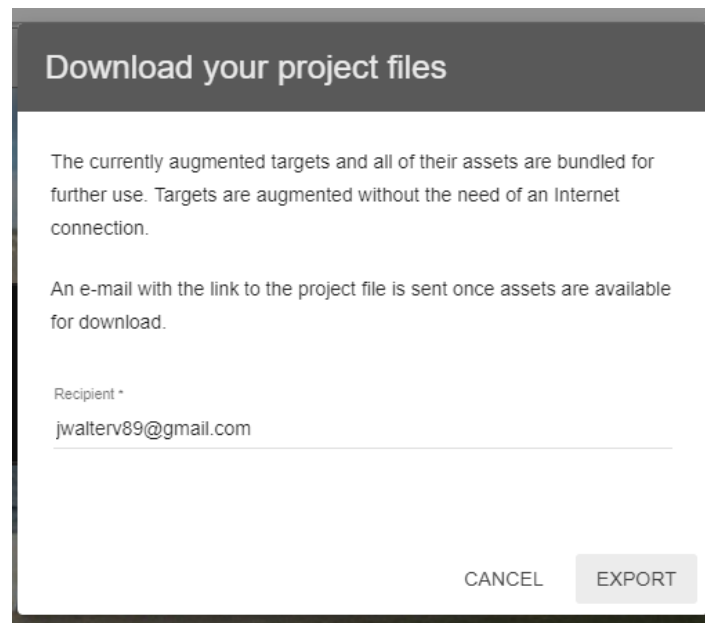 Download your project files
The currently augmented targets and all of their assets are bundled for
further use. Targets are augmented without the need of an Internet
connection.
An e-mail with the link to the project file is sent once assets are available
for download.
Recipient *
jwalterv89@gmail.com
CANCEL EXPORT